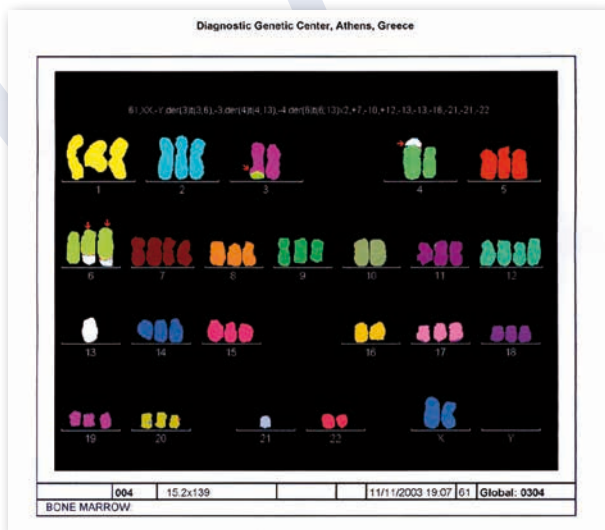 Diagnostic Genetic Center, Athens, Greece
61,XX,-Y,der(3)t(3;6),-3,der(4)t(4;13),-4,der(6)t(6;13)x2,+7,-10,+12,-13,-13,-16,-21,-21,-22
1 2 3 4 5
6 7 8 9 10 11 12
13 14 15 16 17 18
19 20 21 22 X Y
004 15.2x139 11/11/2003 19:07 61 Global: 0304
BONE MARROW